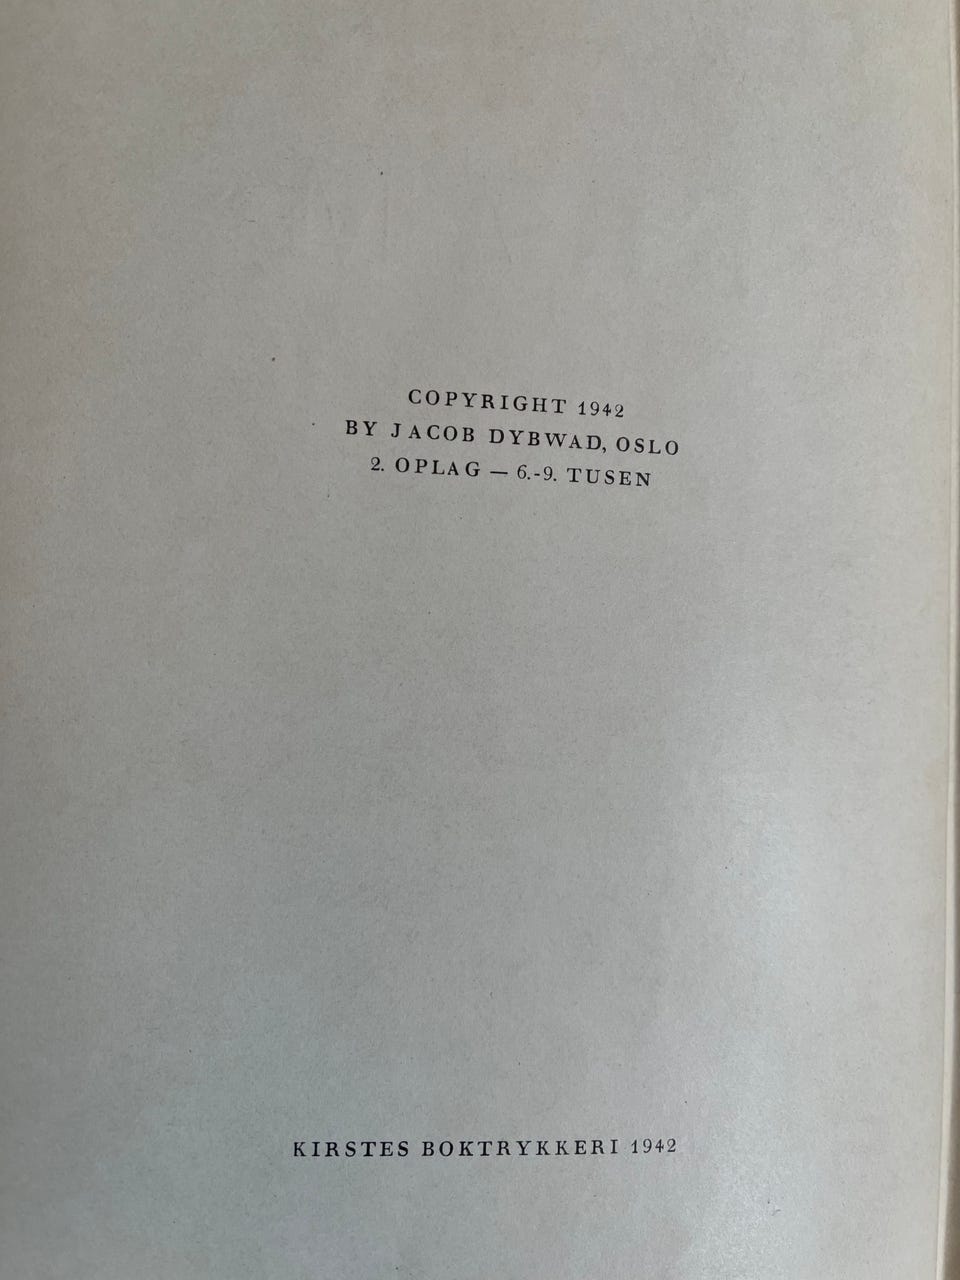 COPYRIGHT 1942
BY JACOB DYBWAD, OSLO
2. OPLAG — 6.-9. TUSEN
KIRSTES BOKTRYKKERI 1942